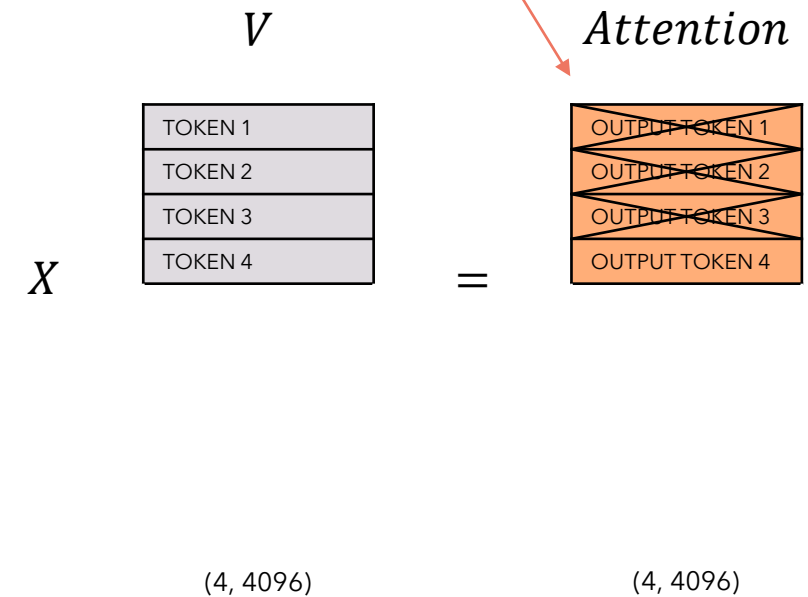 V
Attention
TOKEN 1
TOKEN 2
TOKEN 3
TOKEN 4
X
=
OUTPUT TOKEN 1
OUTPUT TOKEN 2
OUTPUT TOKEN 3
OUTPUT TOKEN 4
(4, 4096)
(4, 4096)